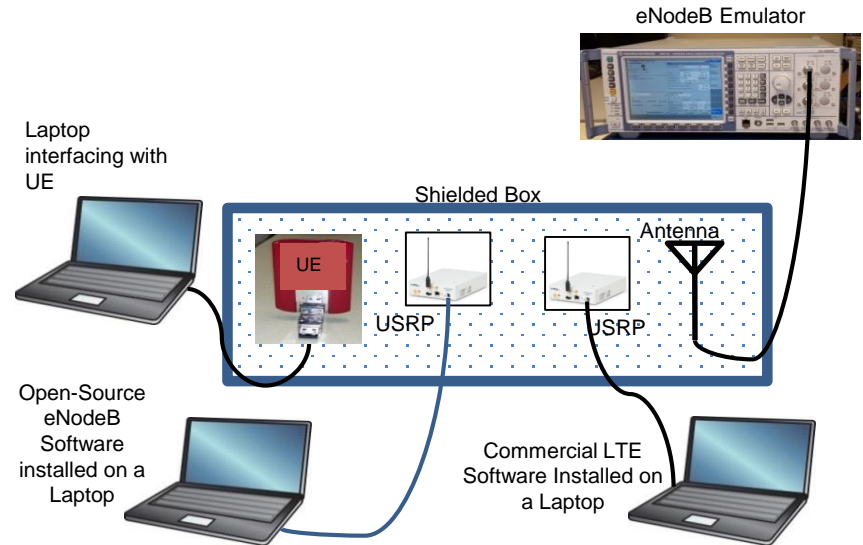 eNodeB Emulator
Laptop
interfacing with
UE
Shielded Box
Antenna
UE
USRP
USRP
Open-Source
eNodeB
Software
installed on a
Laptop
Commercial LTE
Software Installed on
a Laptop